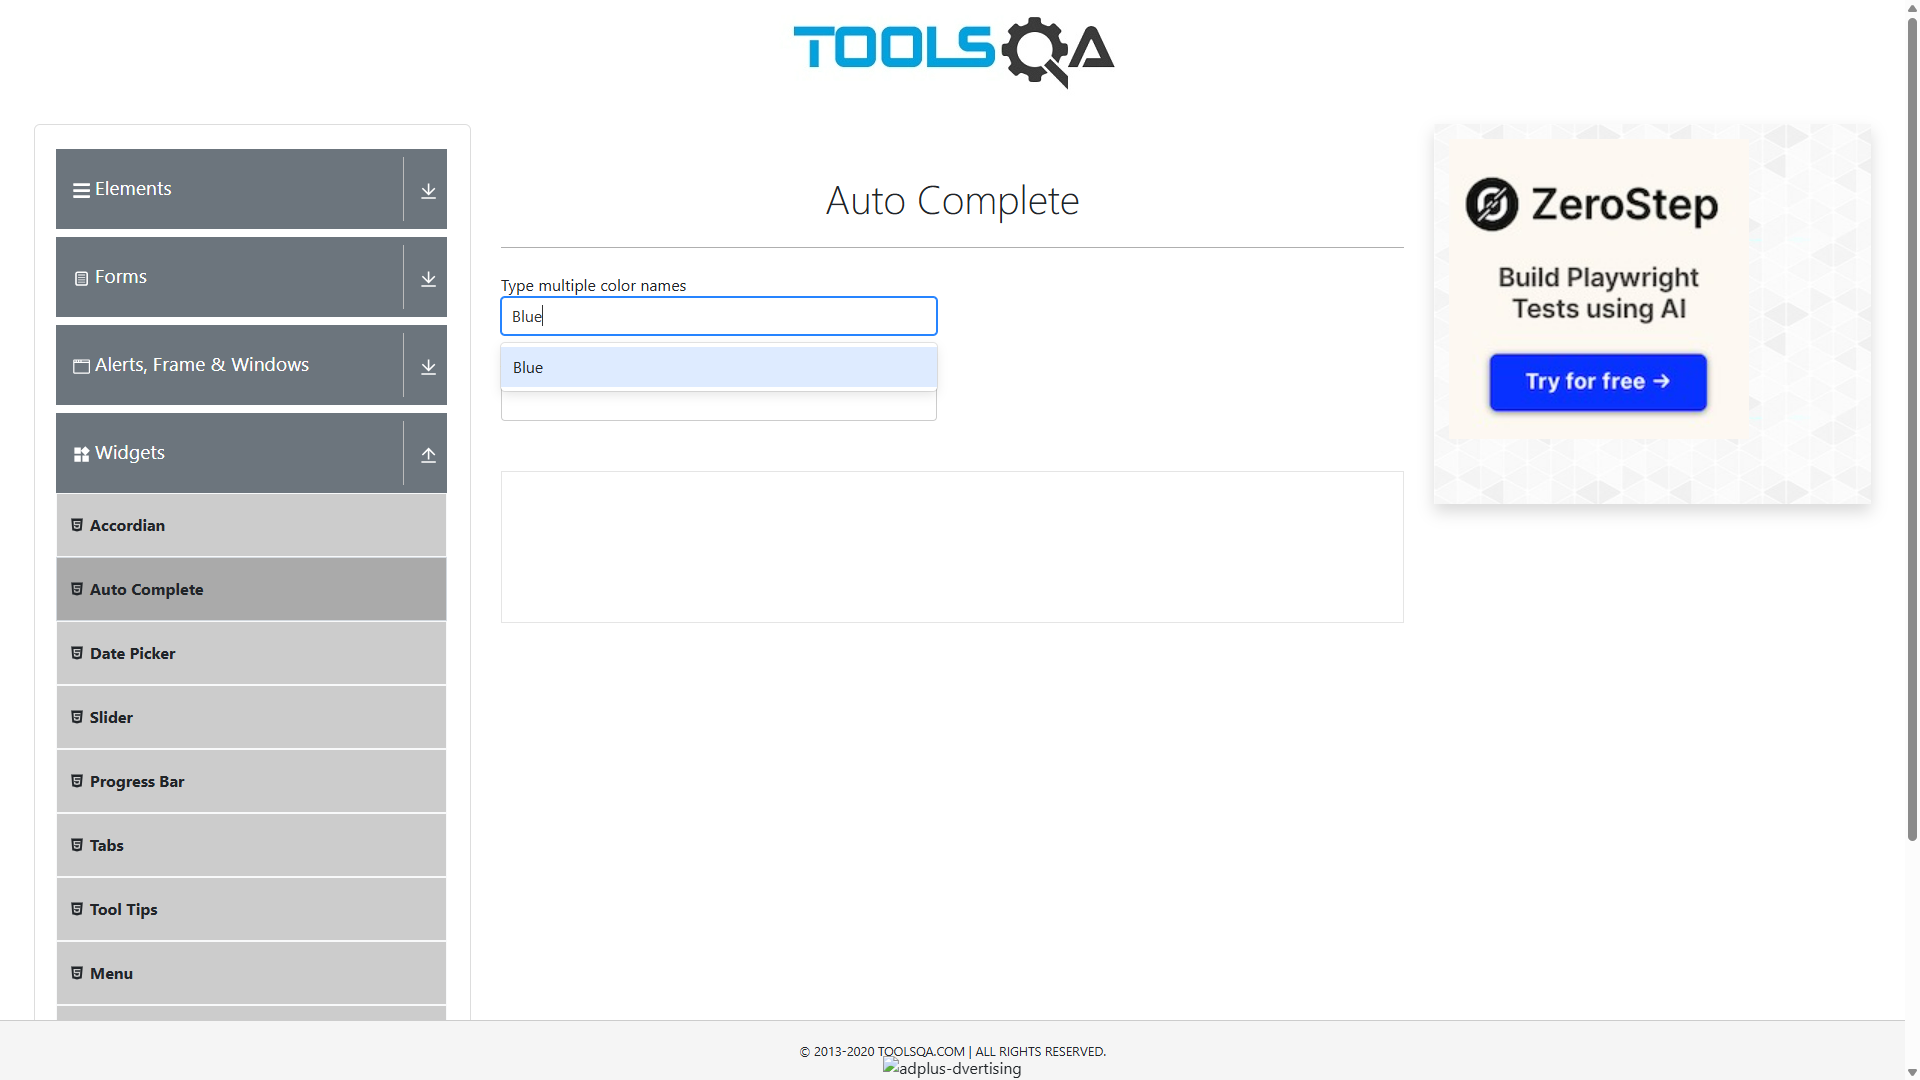 TOOLSQA
Elements
Forms
Alerts, Frame & Windows
Widgets
Accordian
Auto Complete
Date Picker
Slider
Progress Bar
Tabs
Tool Tips
Menu
Auto Complete
Type multiple color names
Blue
Blue
ZeroStep
Build Playwright
Tests using AI
Try for free →
© 2013-2020 TOOLSQA.COM | ALL RIGHTS RESERVED.
adplus-dvertising